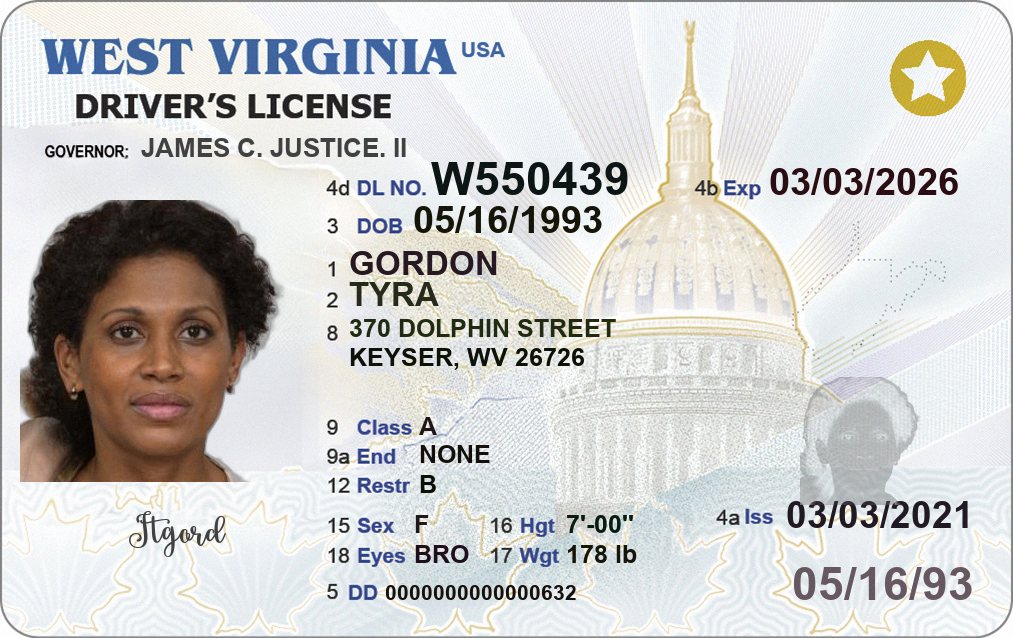 WEST VIRGINIA USA
DRIVER'S LICENSE
GOVERNOR: JAMES C. JUSTICE. II
4d DL NO. W550439 4b Exp 03/03/2026
3 DOB 05/16/1993
1 GORDON
2 TYRA
8 370 DOLPHIN STREET
KEYSER, WV 26726
9 Class A
9a End NONE
12 Restr B
15 Sex F 16 Hgt 7'-00" 4a Iss 03/03/2021
18 Eyes BRO 17 Wgt 178 lb
5 DD 0000000000000632 05/16/93